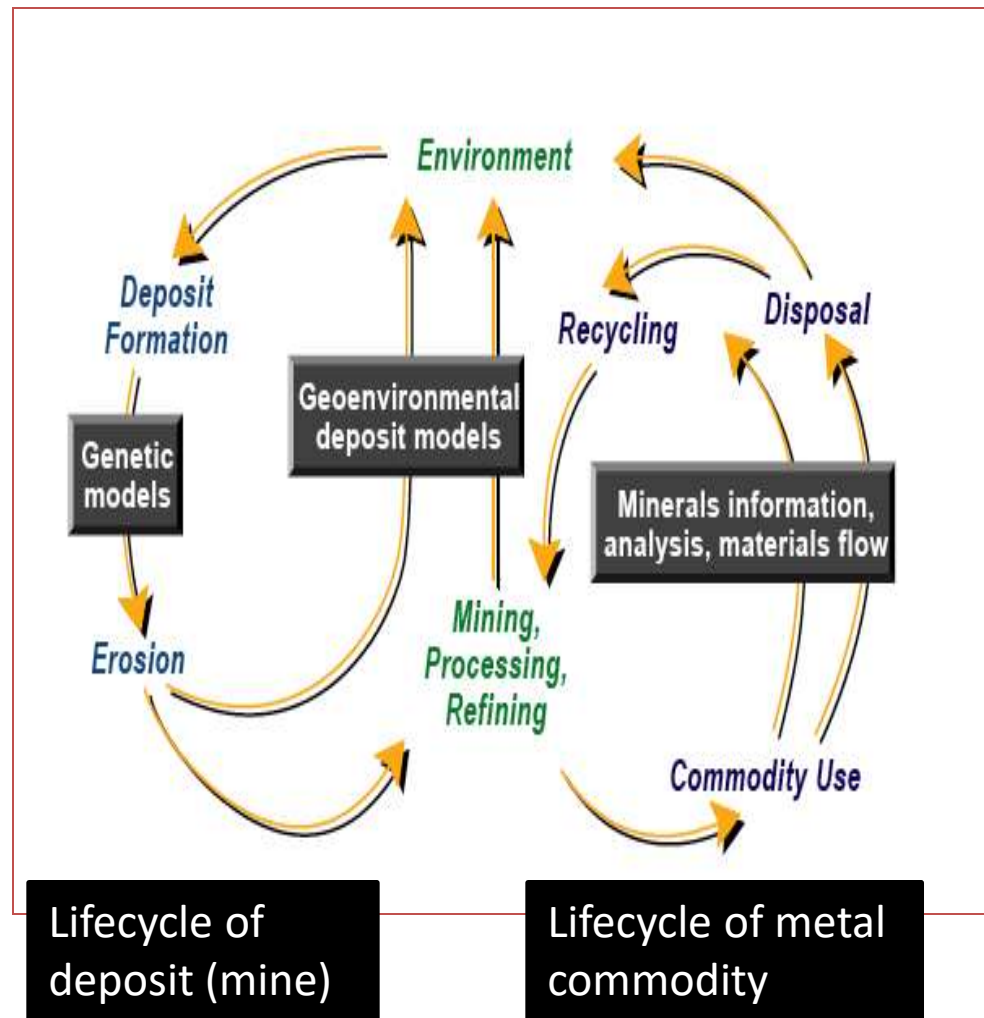 Environment
Deposit
Formation
Recycling
Disposal
Genetic
models
Geoenvironmental
deposit models
Minerals information,
analysis, materials flow
Erosion
Mining,
Processing,
Refining
Commodity Use
Lifecycle of
deposit (mine)
Lifecycle of metal
commodity